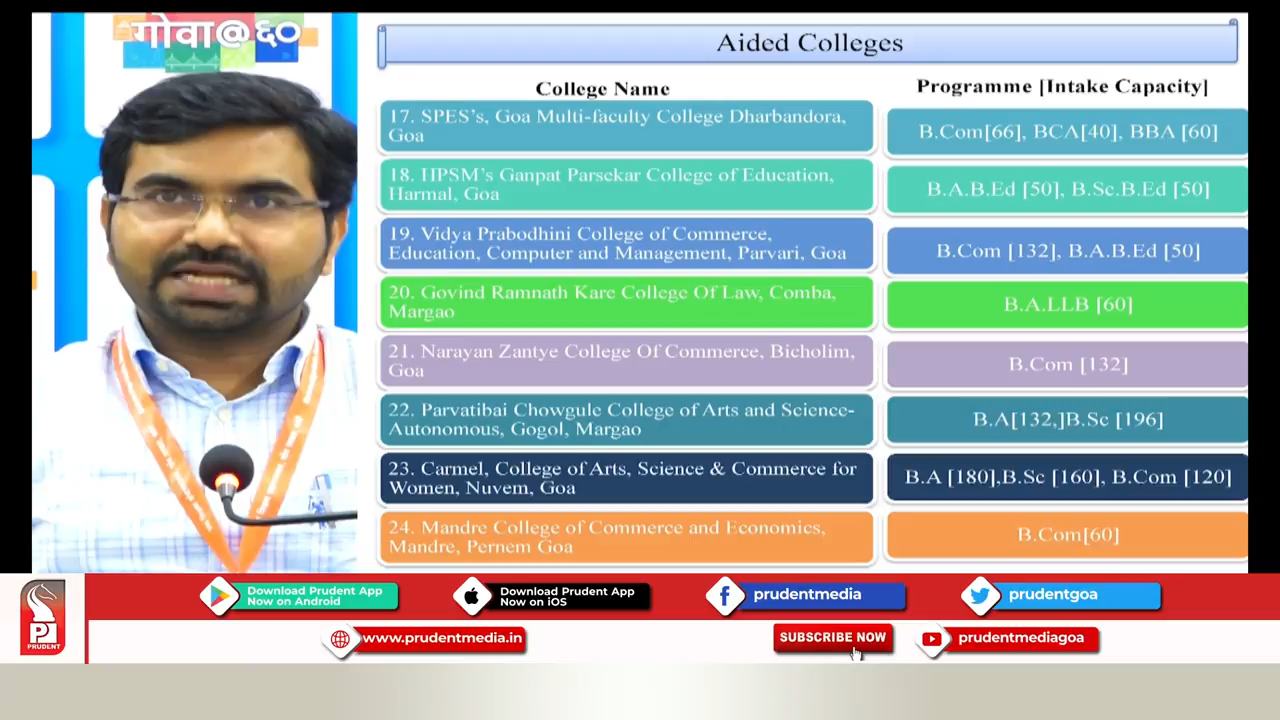 गोवा@६०
Aided Colleges
College Name
Programme [Intake Capacity]
17. SPES's, Goa Multi-faculty College Dharbandora,
Goa
B.Com[66], BCA[40], BBA [60]
18. HPSM's Ganpat Parsekar College of Education,
Harmal, Goa
B.A.B.Ed [50], B.Sc.B.Ed [50]
19. Vidya Prabodhini College of Commerce,
Education, Computer and Management, Parvari, Goa
B.Com [132], B.A.B.Ed [50]
20. Govind Ramnath Kare College Of Law, Comba,
Margao
B.A.LLB [60]
21. Narayan Zantye College Of Commerce, Bicholim,
Goa
B.Com [132]
22. Parvatibai Chowgule College of Arts and Science-
Autonomous, Gogol, Margao
B.A[132,]B.Sc [196]
23. Carmel, College of Arts, Science & Commerce for
Women, Nuvem, Goa
B.A [180],B.Sc [160], B.Com [120]
24. Mandre College of Commerce and Economics,
Mandre, Pernem Goa
B.Com[60]
PRUDENT
Download Prudent App
Now on Android
Download Prudent App
Now on iOS
prudentmedia
prudentgoa
www.prudentmedia.in
SUBSCRIBE NOW
prudentmediagoa